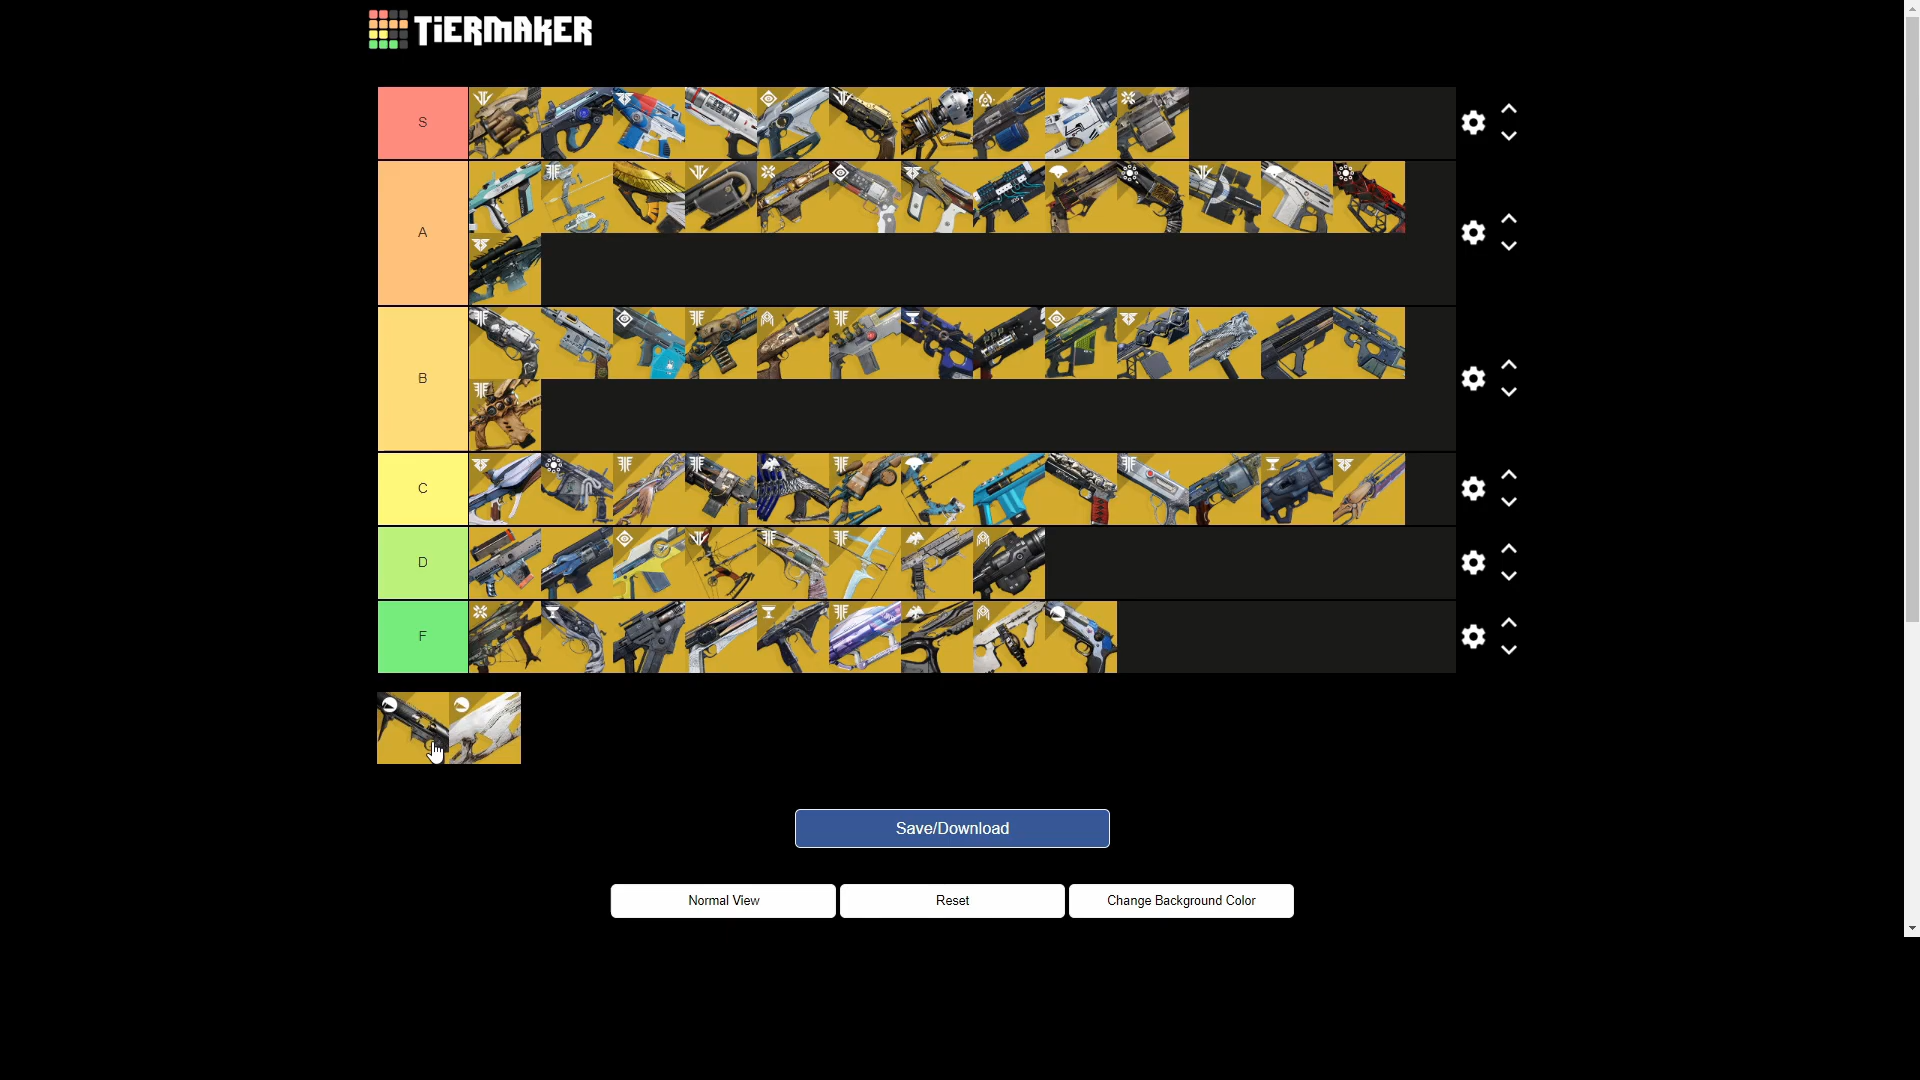 TiERMAKER
S
A
B
C
D
F
Save/Download
Normal View
Reset
Change Background Color